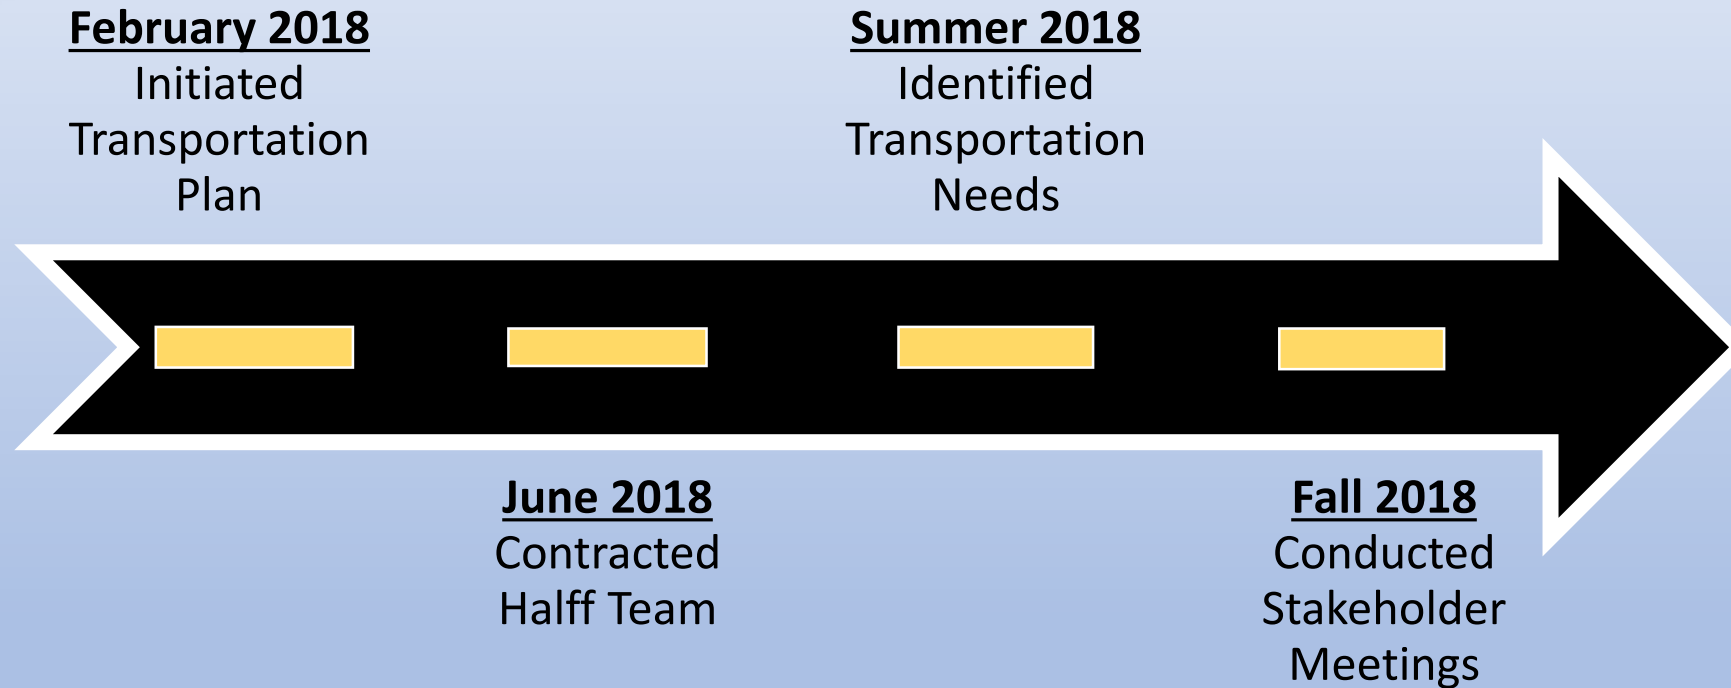 February 2018
Initiated
Transportation
Plan
Summer 2018
Identified
Transportation
Needs
June 2018
Contracted
Halff Team
Fall 2018
Conducted
Stakeholder
Meetings